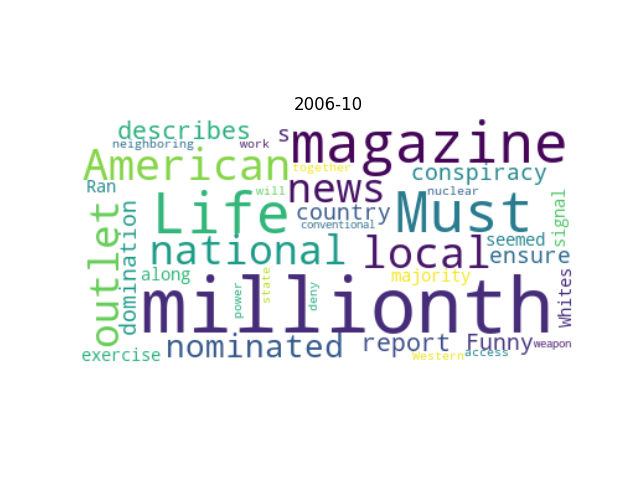 2006-10
describes
s
magazine
neighboring
work
American
together
conspiracy
Ran
will
news
nuclear
Life
country
Must
signal
conventional
outlet
domination
national
local
seemed
ensure
along
state
majority
Whites
millionth
power
deny
nominated
report
Funny
weapon
exercise
Western
access